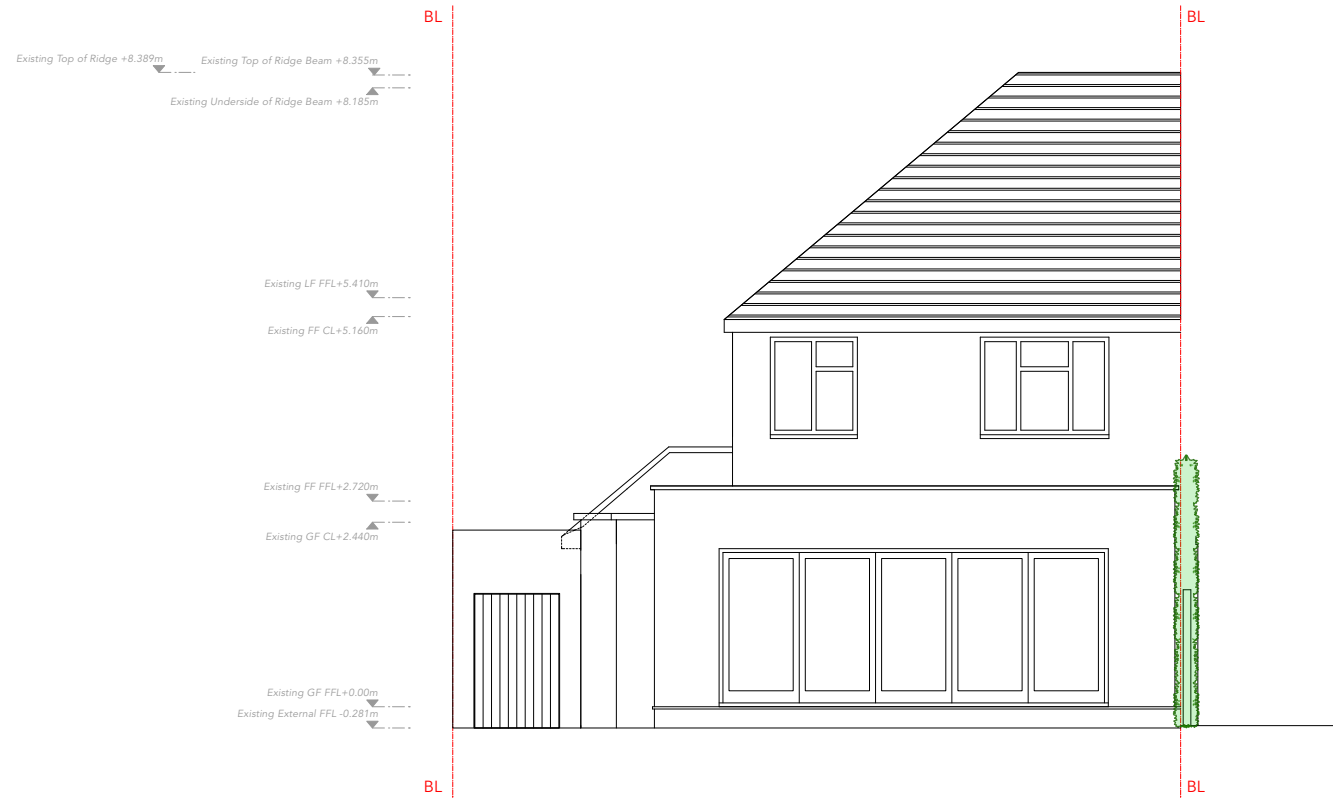 BL
BL
Existing Top of Ridge +8.389m
Existing Top of Ridge Beam +8.355m
Existing Underside of Ridge Beam +8.185m
Existing LF FFL+5.410m
Existing FF CL+5.160m
Existing FF FFL+2.720m
Existing GF CL+2.440m
Existing GF FFL+0.00m
Existing External FFL -0.281m
BL
BL